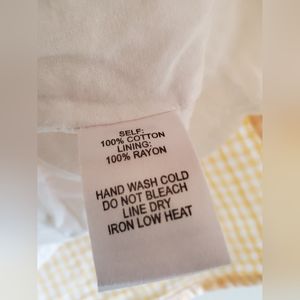 SELF:
100% COTTON
LINING:
100% RAYON
HAND WASH COLD
DO NOT BLEACH
LINE DRY
IRON LOW HEAT